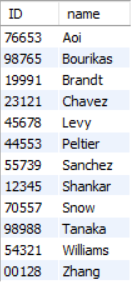 ID name
76653 Aoi
98765 Bourikas
19991 Brandt
23121 Chavez
45678 Levy
44553 Peltier
55739 Sanchez
12345 Shankar
70557 Snow
98988 Tanaka
54321 Williams
00128 Zhang